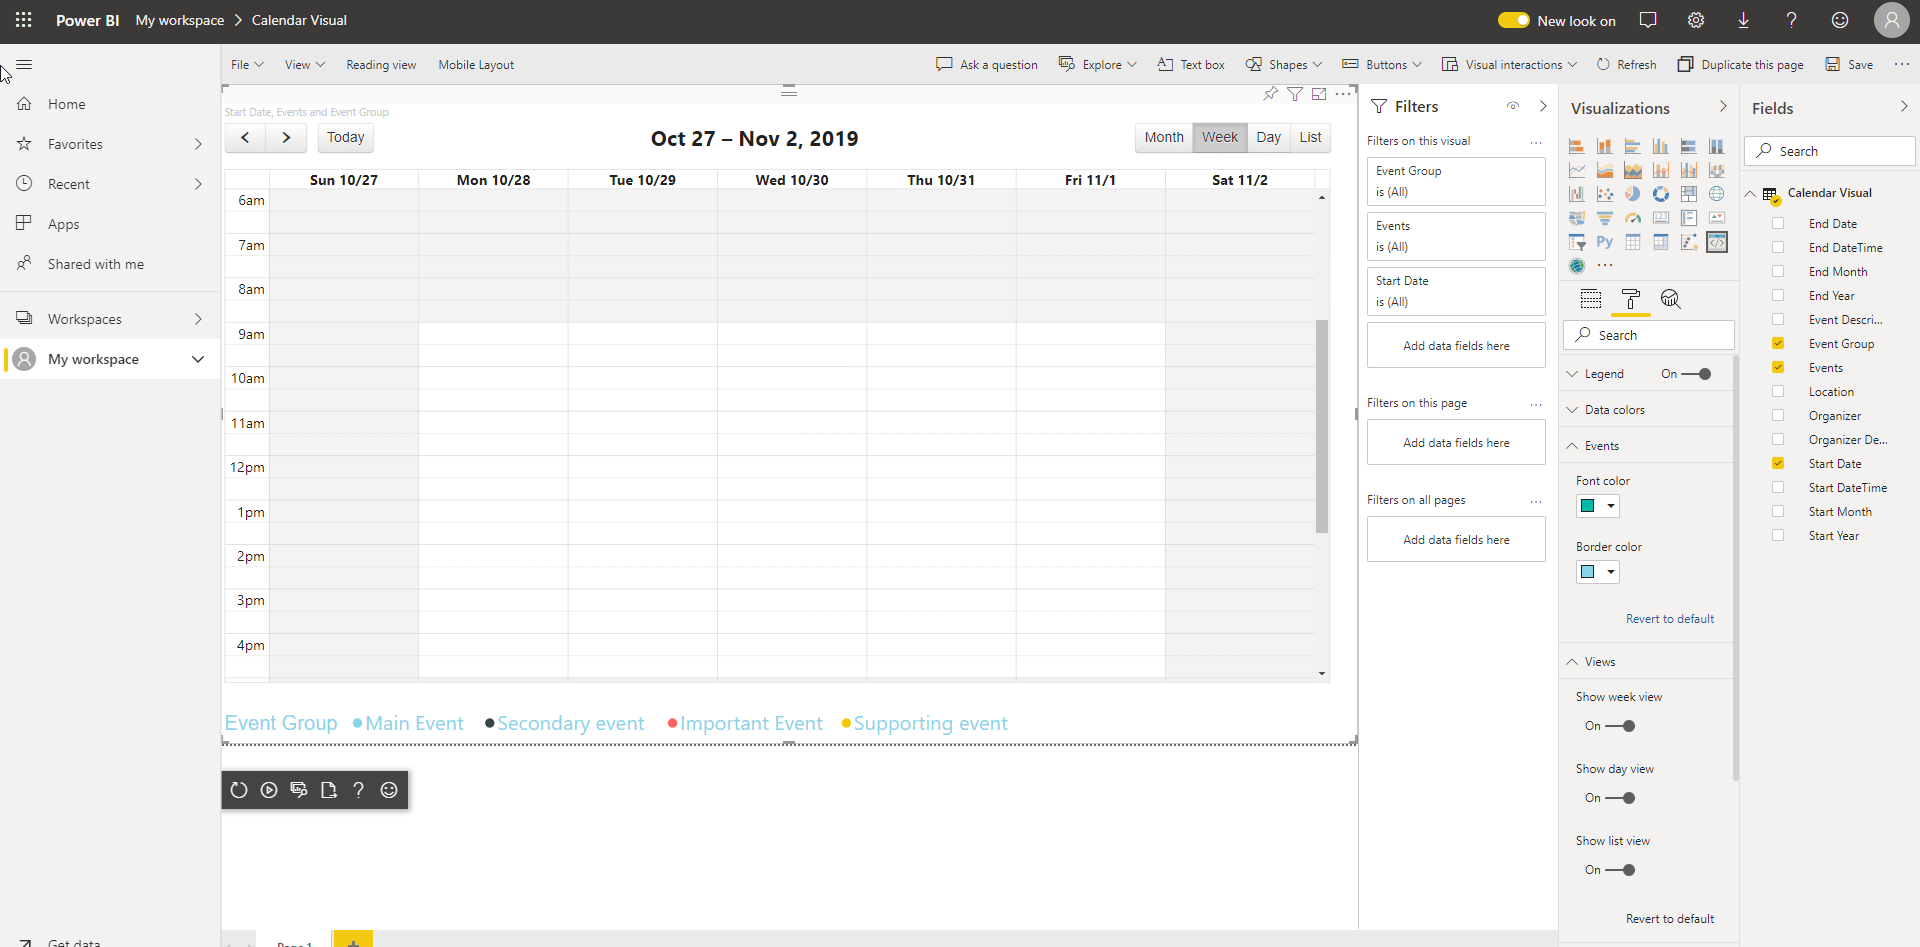 Power BI My workspace > Calendar Visual New look on
File View Reading view Mobile Layout Ask a question Explore Text box Shapes Buttons Visual interactions Refresh Duplicate this page Save
Home
Favorites
Recent
Apps
Shared with me
Workspaces
My workspace
Get data
Start Date, Events and Event Group
Today
Oct 27 – Nov 2, 2019
Month Week Day List
Sun 10/27 Mon 10/28 Tue 10/29 Wed 10/30 Thu 10/31 Fri 11/1 Sat 11/2
6am
7am
8am
9am
10am
11am
12pm
1pm
2pm
3pm
4pm
Event Group Main Event Secondary event Important Event Supporting event
Page 1
Filters
Filters on this visual
Event Group
is (All)
Events
is (All)
Start Date
is (All)
Add data fields here
Filters on this page
Add data fields here
Filters on all pages
Add data fields here
Visualizations
Py
Search
Legend On
Data colors
Events
Font color
Border color
Revert to default
Views
Show week view
On
Show day view
On
Show list view
On
Revert to default
Fields
Search
Calendar Visual
End Date
End DateTime
End Month
End Year
Event Descri...
Event Group
Events
Location
Organizer
Organizer De...
Start Date
Start DateTime
Start Month
Start Year